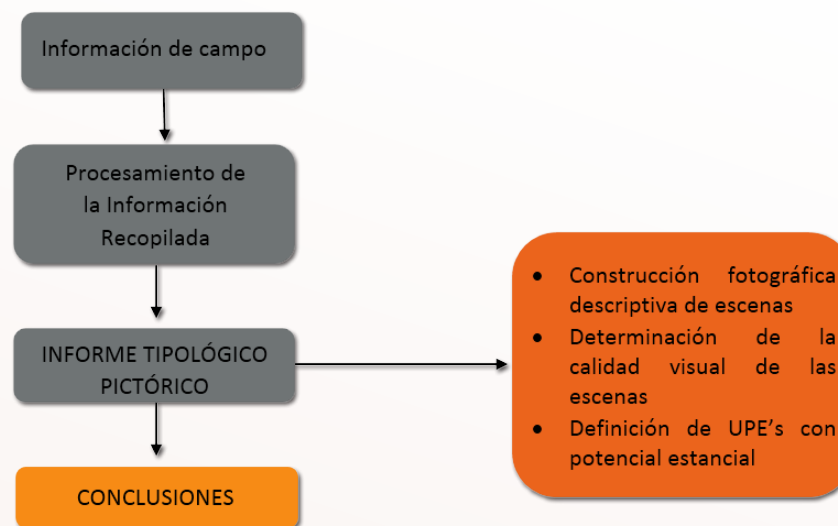 Información de campo
Procesamiento de
la Información
Recopilada
INFORME TIPOLÓGICO
PICTÓRICO
CONCLUSIONES
• Construcción fotográfica
descriptiva de escenas
• Determinación de la
calidad visual de las
escenas
• Definición de UPE’s con
potencial estancial